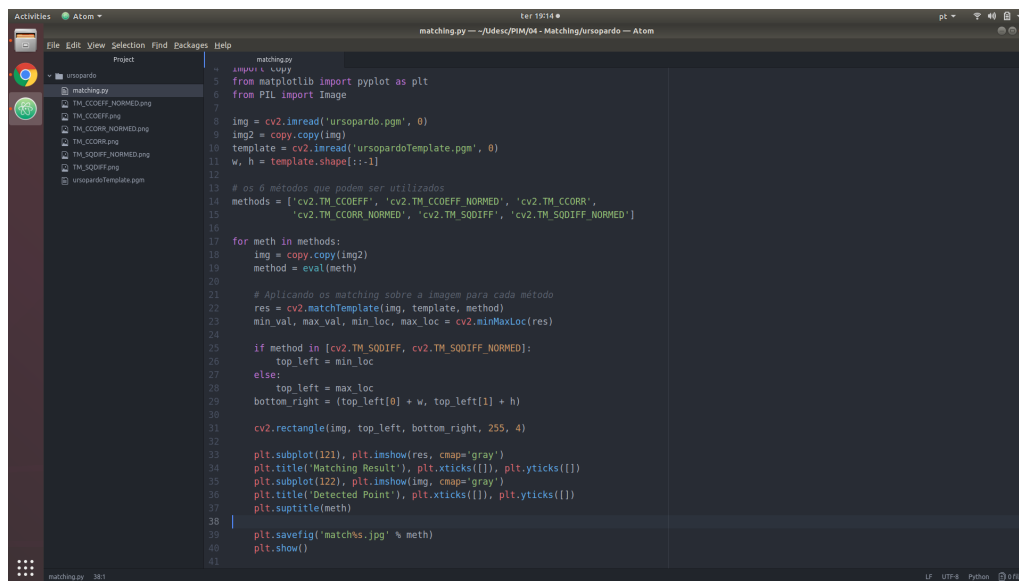 Activities Atom ter 19:14 pt
matching.py — ~/Udesc/PIM/04 - Matching/ursopardo — Atom
File Edit View Selection Find Packages Help
Project
ursopardo
matching.py
TM_CCOEFF_NORMED.png
TM_CCOEFF.png
TM_CCORR_NORMED.png
TM_CCORR.png
TM_SQDIFF_NORMED.png
TM_SQDIFF.png
ursopardoTemplate.pgm
matching.py
4 import copy
5 from matplotlib import pyplot as plt
6 from PIL import Image
7
8 img = cv2.imread('ursopardo.pgm', 0)
9 img2 = copy.copy(img)
10 template = cv2.imread('ursopardoTemplate.pgm', 0)
11 w, h = template.shape[::-1]
12
13 # os 6 métodos que podem ser utilizados
14 methods = ['cv2.TM_CCOEFF', 'cv2.TM_CCOEFF_NORMED', 'cv2.TM_CCORR',
15 'cv2.TM_CCORR_NORMED', 'cv2.TM_SQDIFF', 'cv2.TM_SQDIFF_NORMED']
16
17 for meth in methods:
18 img = copy.copy(img2)
19 method = eval(meth)
20
21 # Aplicando os matching sobre a imagem para cada método
22 res = cv2.matchTemplate(img, template, method)
23 min_val, max_val, min_loc, max_loc = cv2.minMaxLoc(res)
24
25 if method in [cv2.TM_SQDIFF, cv2.TM_SQDIFF_NORMED]:
26 top_left = min_loc
27 else:
28 top_left = max_loc
29 bottom_right = (top_left[0] + w, top_left[1] + h)
30
31 cv2.rectangle(img, top_left, bottom_right, 255, 4)
32
33 plt.subplot(121), plt.imshow(res, cmap='gray')
34 plt.title('Matching Result'), plt.xticks([]), plt.yticks([])
35 plt.subplot(122), plt.imshow(img, cmap='gray')
36 plt.title('Detected Point'), plt.xticks([]), plt.yticks([])
37 plt.suptitle(meth)
38
39 plt.savefig('match%s.jpg' % meth)
40 plt.show()
41
matching.py 38:1 LF UTF-8 Python 0